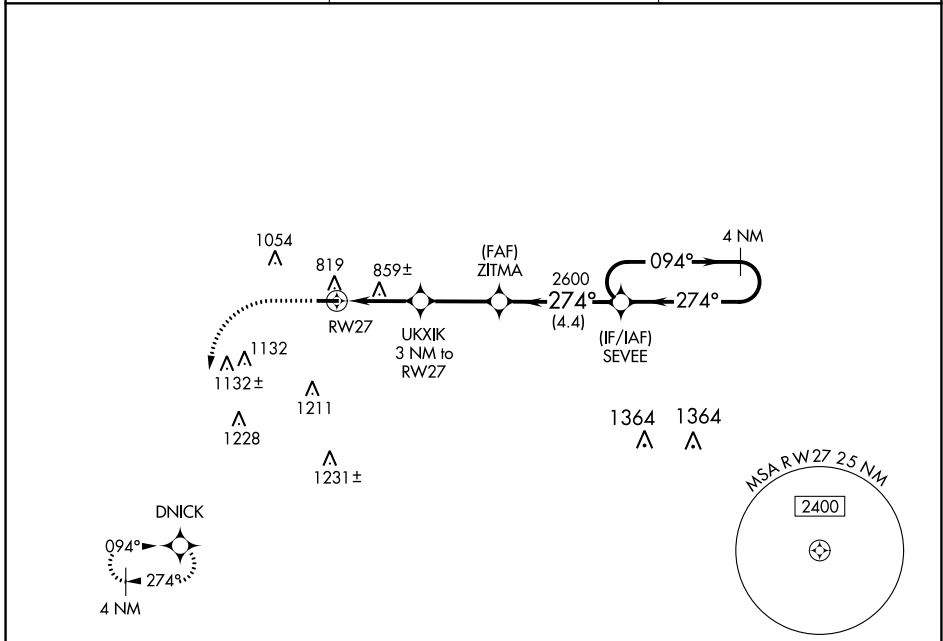 4 NM
094°
1054
819
859±
(FAF)
ZITMA
2600
274°
(4.4)
274°
RW27
UKXIK
3 NM to
RW27
(IF/IAF)
SEVEE
1132
1132±
1211
1228
1231±
1364
1364
MSA RW27 25 NM
2400
DNICK
094°
274°
4 NM